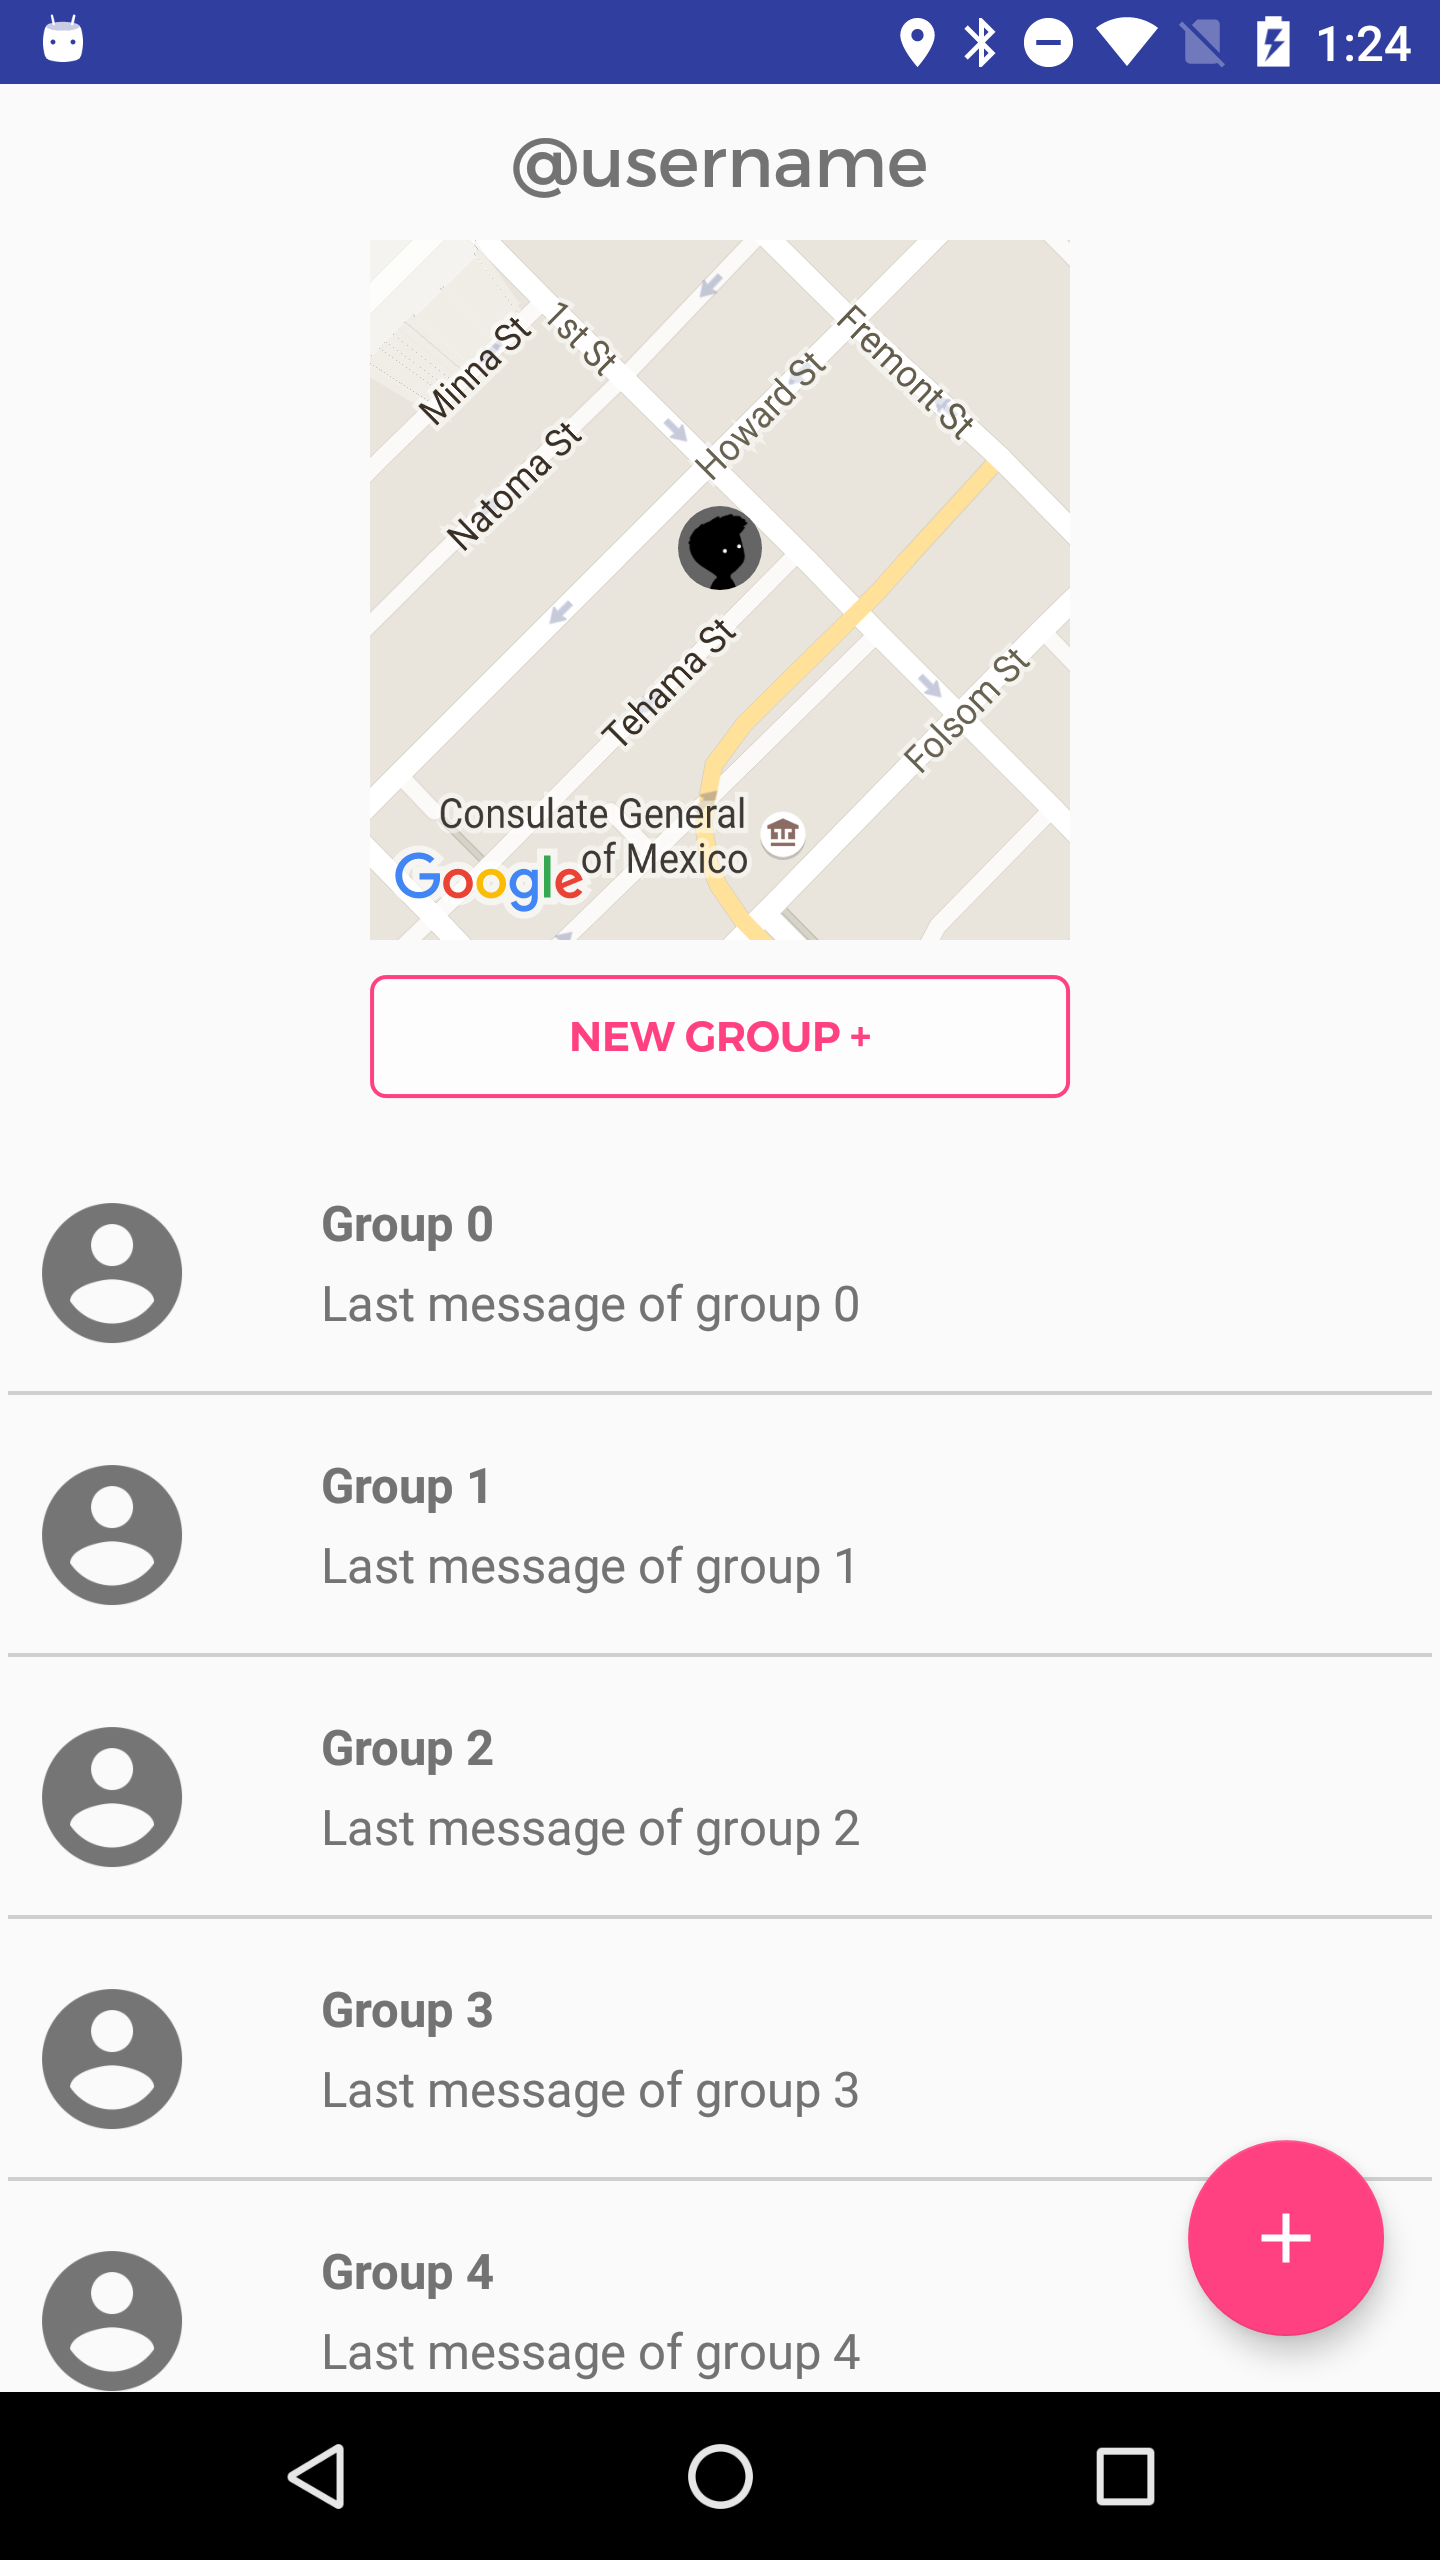 1:24
@username
Minna St
1st St
Fremont St
Howard St
Natoma St
Tehama St
Folsom St
Consulate General
of Mexico
Google
NEW GROUP +
Group 0
Last message of group 0
Group 1
Last message of group 1
Group 2
Last message of group 2
Group 3
Last message of group 3
Group 4
Last message of group 4